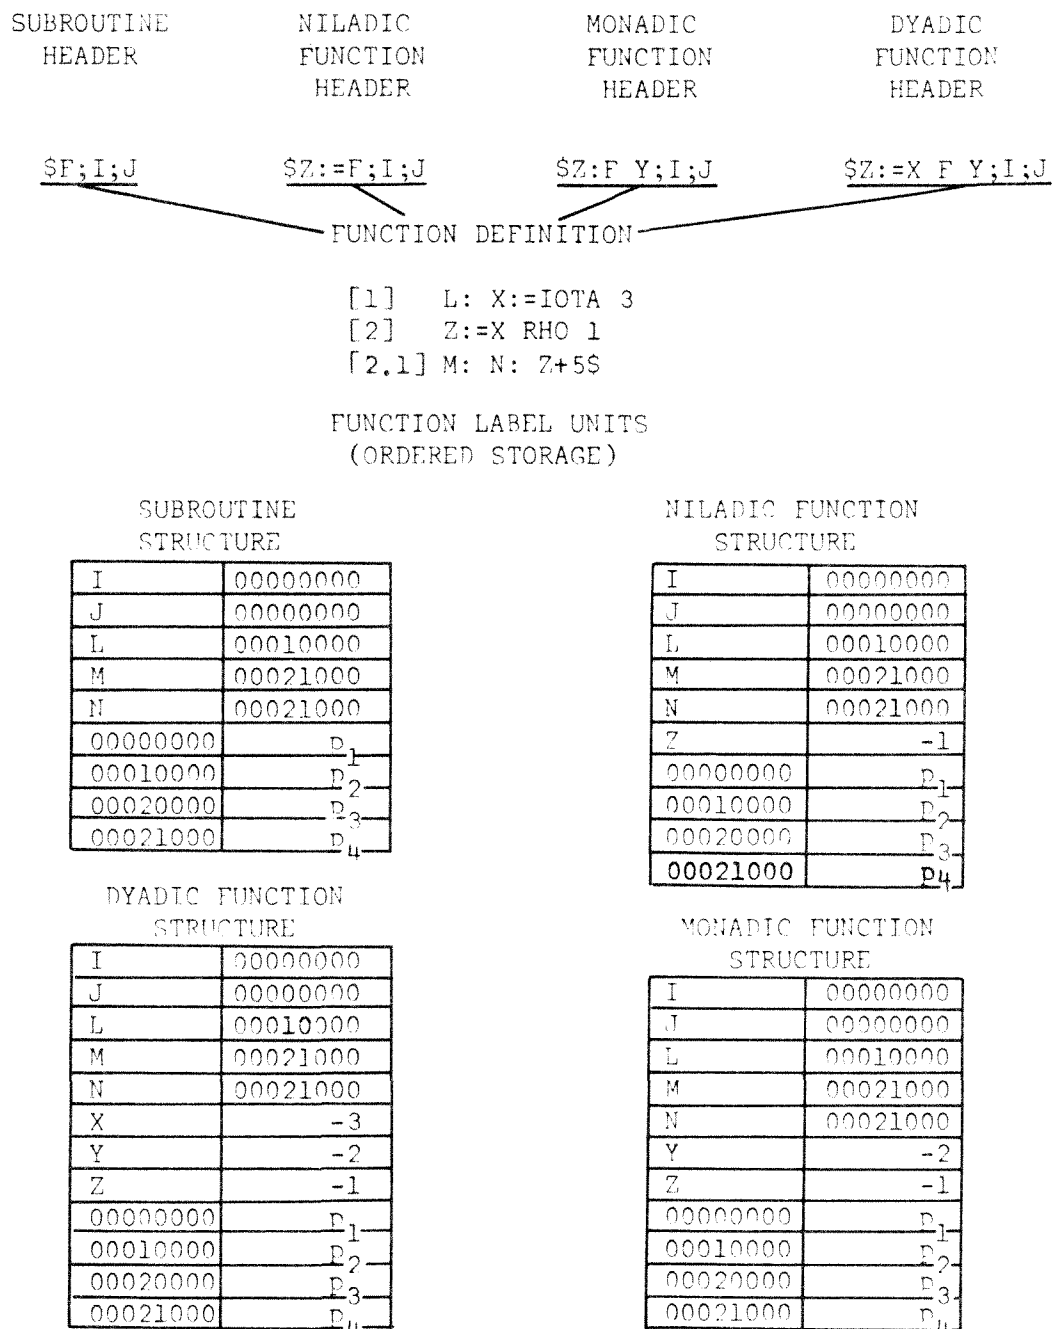 SUBROUTINE NILADIC MONADIC DYADIC
HEADER FUNCTION FUNCTION FUNCTION
HEADER HEADER HEADER
$F;I;J $Z:=F;I;J $Z:F Y;I;J $Z:=X F Y;I;J
FUNCTION DEFINITION
[1] L: X:=IOTA 3
[2] Z:=X RHO 1
[2.1] M: N: Z+5$
FUNCTION LABEL UNITS
(ORDERED STORAGE)
SUBROUTINE
STRUCTURE
I 00000000
J 00000000
L 00010000
M 00021000
N 00021000
00000000 p1
00010000 p2
00020000 p3
00021000 p4
NILADIC FUNCTION
STRUCTURE
I 00000000
J 00000000
L 00010000
M 00021000
N 00021000
Z -1
00000000 p1
00010000 p2
00020000 p3
00021000 p4
DYADIC FUNCTION
STRUCTURE
I 00000000
J 00000000
L 00010000
M 00021000
N 00021000
X -3
Y -2
Z -1
00000000 p1
00010000 p2
00020000 p3
00021000 p4
MONADIC FUNCTION
STRUCTURE
I 00000000
J 00000000
L 00010000
M 00021000
N 00021000
Y -2
Z -1
00000000 p1
00010000 p2
00020000 p3
00021000 p4